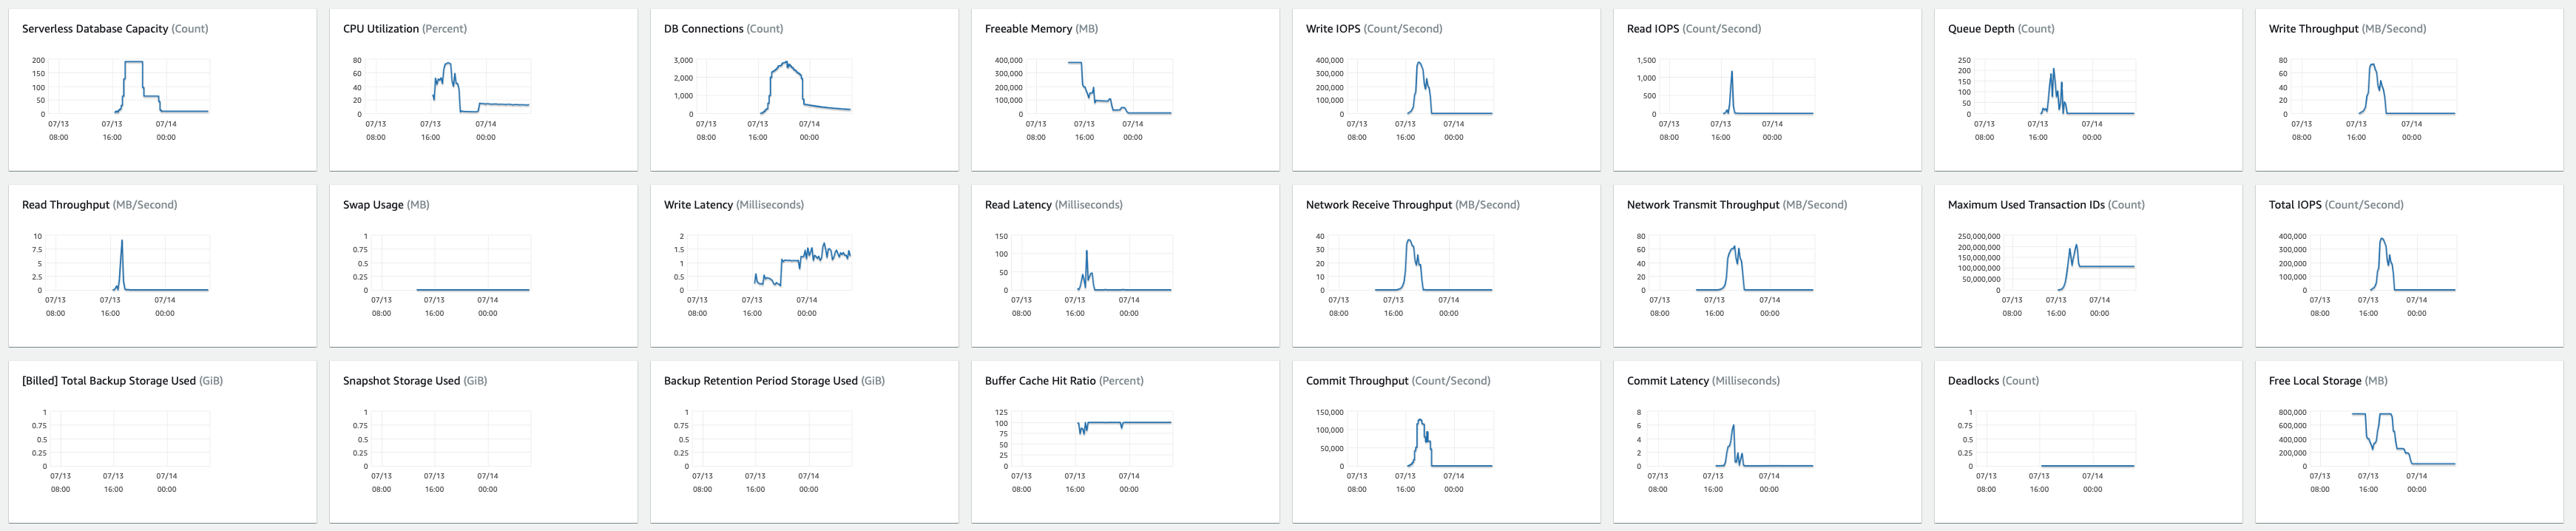 Serverless Database Capacity (Count)
200
150
100
50
0
07/13 07/13 07/14
08:00 16:00 00:00
CPU Utilization (Percent)
80
60
40
20
0
07/13 07/13 07/14
08:00 16:00 00:00
DB Connections (Count)
3,000
2,000
1,000
0
07/13 07/13 07/14
08:00 16:00 00:00
Freeable Memory (MB)
400,000
300,000
200,000
100,000
0
07/13 07/13 07/14
08:00 16:00 00:00
Write IOPS (Count/Second)
400,000
300,000
200,000
100,000
0
07/13 07/13 07/14
08:00 16:00 00:00
Read IOPS (Count/Second)
1,500
1,000
500
0
07/13 07/13 07/14
08:00 16:00 00:00
Queue Depth (Count)
250
200
150
100
50
0
07/13 07/13 07/14
08:00 16:00 00:00
Write Throughput (MB/Second)
80
60
40
20
0
07/13 07/13 07/14
08:00 16:00 00:00
Read Throughput (MB/Second)
10
7.5
5
2.5
0
07/13 07/13 07/14
08:00 16:00 00:00
Swap Usage (MB)
1
0.75
0.5
0.25
0
07/13 07/13 07/14
08:00 16:00 00:00
Write Latency (Milliseconds)
2
1.5
1
0.5
0
07/13 07/13 07/14
08:00 16:00 00:00
Read Latency (Milliseconds)
150
100
50
0
07/13 07/13 07/14
08:00 16:00 00:00
Network Receive Throughput (MB/Second)
40
30
20
10
0
07/13 07/13 07/14
08:00 16:00 00:00
Network Transmit Throughput (MB/Second)
80
60
40
20
0
07/13 07/13 07/14
08:00 16:00 00:00
Maximum Used Transaction IDs (Count)
250,000,000
200,000,000
150,000,000
100,000,000
50,000,000
0
07/13 07/13 07/14
08:00 16:00 00:00
Total IOPS (Count/Second)
400,000
300,000
200,000
100,000
0
07/13 07/13 07/14
08:00 16:00 00:00
[Billed] Total Backup Storage Used (GiB)
1
0.75
0.5
0.25
0
07/13 07/13 07/14
08:00 16:00 00:00
Snapshot Storage Used (GiB)
1
0.75
0.5
0.25
0
07/13 07/13 07/14
08:00 16:00 00:00
Backup Retention Period Storage Used (GiB)
1
0.75
0.5
0.25
0
07/13 07/13 07/14
08:00 16:00 00:00
Buffer Cache Hit Ratio (Percent)
125
100
75
50
25
0
07/13 07/13 07/14
08:00 16:00 00:00
Commit Throughput (Count/Second)
150,000
100,000
50,000
0
07/13 07/13 07/14
08:00 16:00 00:00
Commit Latency (Milliseconds)
8
6
4
2
0
07/13 07/13 07/14
08:00 16:00 00:00
Deadlocks (Count)
1
0.75
0.5
0.25
0
07/13 07/13 07/14
08:00 16:00 00:00
Free Local Storage (MB)
800,000
600,000
400,000
200,000
0
07/13 07/13 07/14
08:00 16:00 00:00